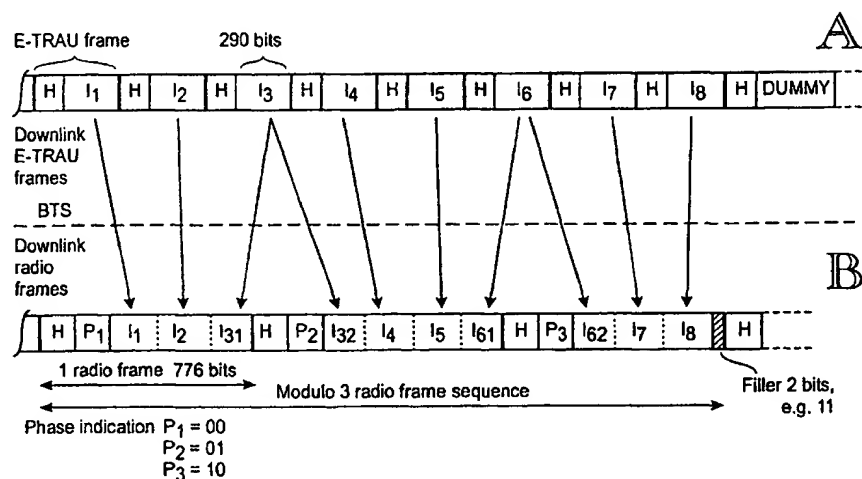 E-TRAU frame 290 bits A
H I₁ H I₂ H I₃ H I₄ H I₅ H I₆ H I₇ H I₈ H DUMMY
Downlink
E-TRAU
frames
BTS
Downlink
radio
frames
B
H P₁ I₁ I₂ I₃₁ H P₂ I₃₂ I₄ I₅ I₆₁ H P₃ I₆₂ I₇ I₈ H
1 radio frame 776 bits
Modulo 3 radio frame sequence
Filler 2 bits,
e.g. 11
Phase indication P₁ = 00
P₂ = 01
P₃ = 10